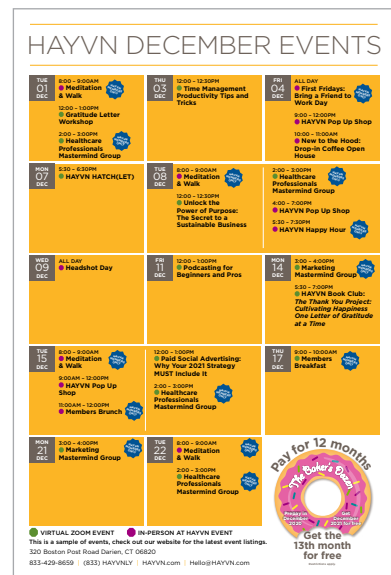 HAYVN DECEMBER EVENTS
TUE
01
DEC
8:00 – 9:00AM
Meditation
& Walk
12:00 – 1:00PM
Gratitude Letter
Workshop
2:00 – 3:00PM
Healthcare
Professionals
Mastermind Group
THU
03
DEC
12:00 – 12:30PM
Time Management
Productivity Tips and
Tricks
FRI
04
DEC
ALL DAY
First Fridays:
Bring a Friend to
Work Day
9:00 – 12:00PM
HAYVN Pop Up Shop
10:00 – 11:00AM
New to the Hood:
Drop-in Coffee Open
House
MON
07
DEC
5:30 – 6:30PM
HAYVN HATCH(LET)
TUE
08
DEC
8:00 – 9:00AM
Meditation
& Walk
12:00 – 12:30PM
Unlock the
Power of Purpose:
The Secret to a
Sustainable Business
2:00 – 3:00PM
Healthcare
Professionals
Mastermind Group
4:00 – 7:00PM
HAYVN Pop Up Shop
5:30 – 7:30PM
HAYVN Happy Hour
WED
09
DEC
ALL DAY
Headshot Day
FRI
11
DEC
12:00 – 1:00PM
Podcasting for
Beginners and Pros
MON
14
DEC
3:00 – 4:00PM
Marketing
Mastermind Group
5:30 – 7:00PM
HAYVN Book Club:
The Thank You Project:
Cultivating Happiness
One Letter of Gratitude
at a Time
TUE
15
DEC
8:00 – 9:00AM
Meditation
& Walk
9:00AM – 12:00PM
HAYVN Pop Up
Shop
11:00AM – 12:00PM
Members Brunch
12:00 – 1:00PM
Paid Social Advertising:
Why Your 2021 Strategy
MUST Include It
2:00 – 3:00PM
Healthcare
Professionals
Mastermind Group
THU
17
DEC
9:00 – 10:00AM
Members
Breakfast
MON
21
DEC
3:00 – 4:00PM
Marketing
Mastermind Group
TUE
22
DEC
8:00 – 9:00AM
Meditation
& Walk
2:00 – 3:00PM
Healthcare
Professionals
Mastermind Group
Pay for 12 months
The Baker's Dozen
Prepay in
December
2020
Get
December
2021 for free
Get the
13th month
for free
VIRTUAL ZOOM EVENT
IN-PERSON AT HAYVN EVENT
This is a sample of events, check out our website for the latest event listings.
320 Boston Post Road Darien, CT 06820
833-429-8659 | (833) HAYVNLY | HAYVN.com | Hello@HAYVN.com